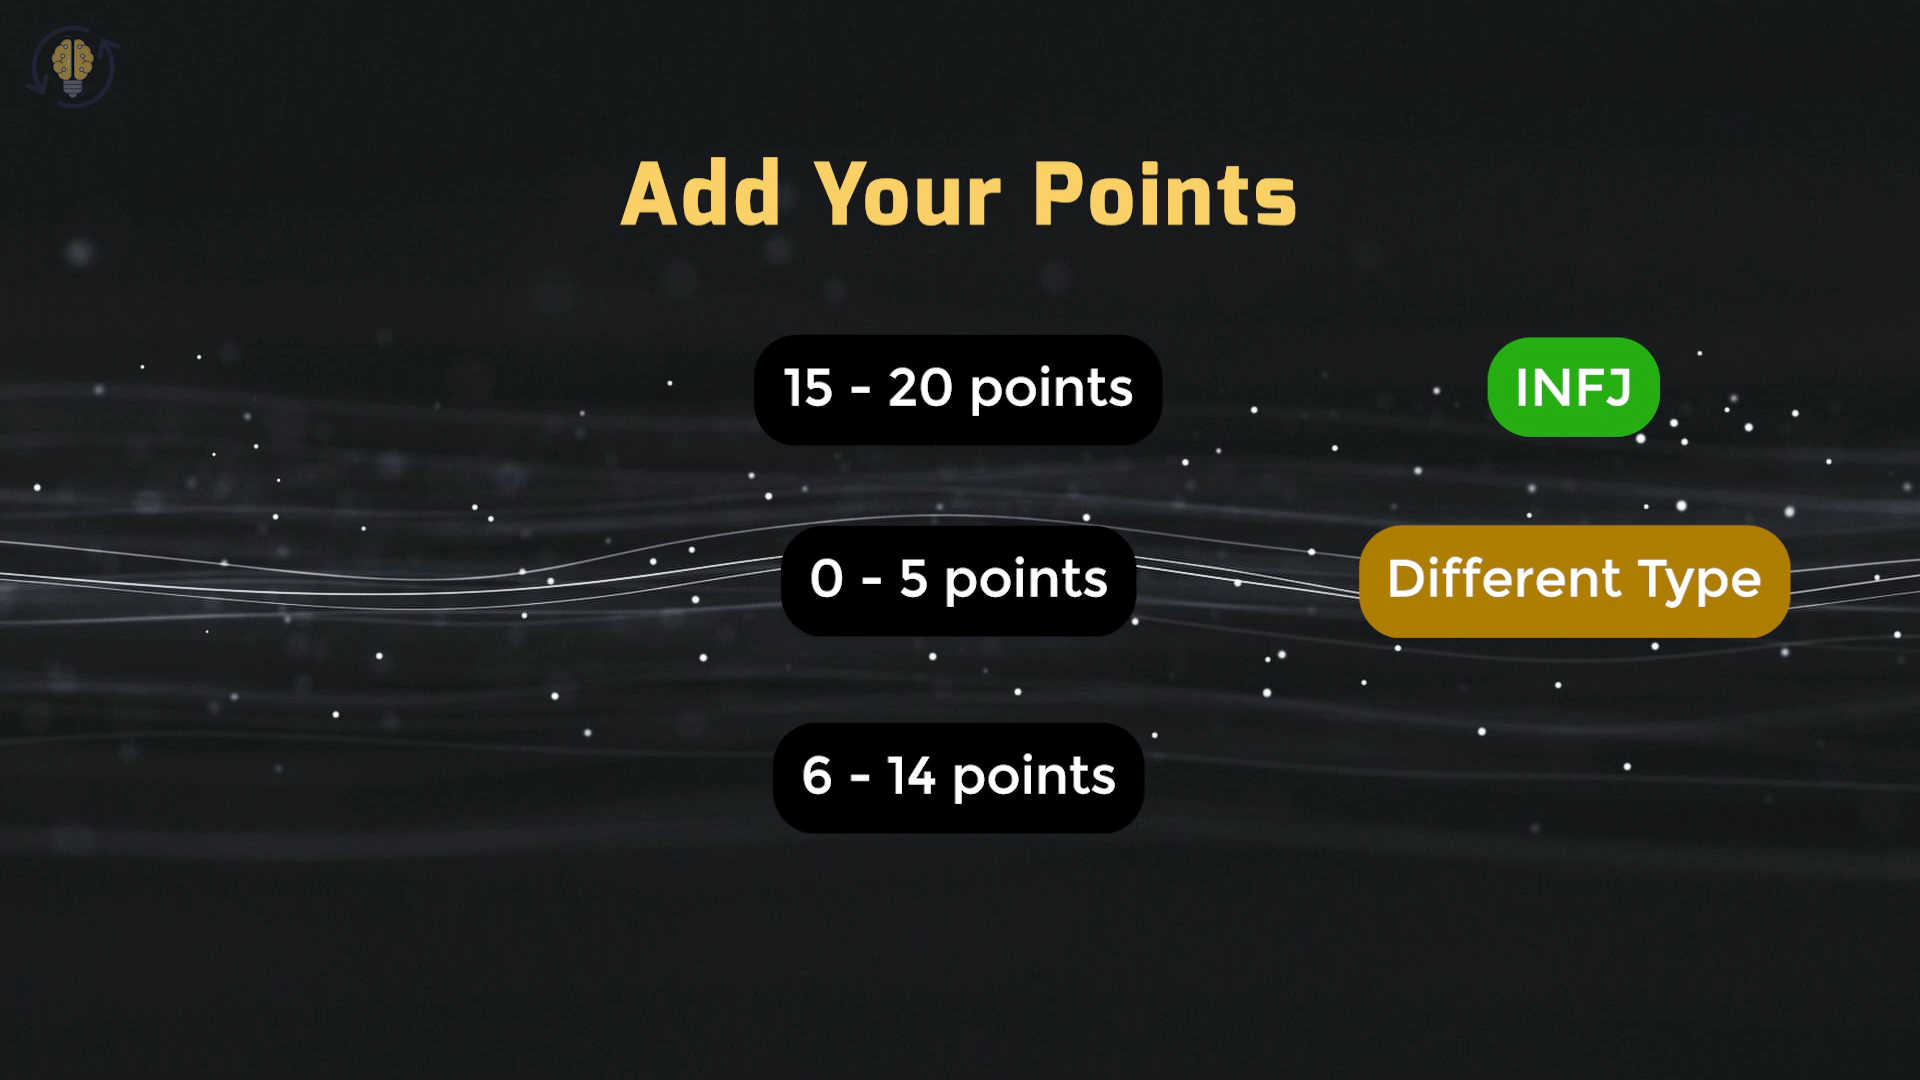 Add Your Points
15 - 20 points
INFJ
0 - 5 points
Different Type
6 - 14 points